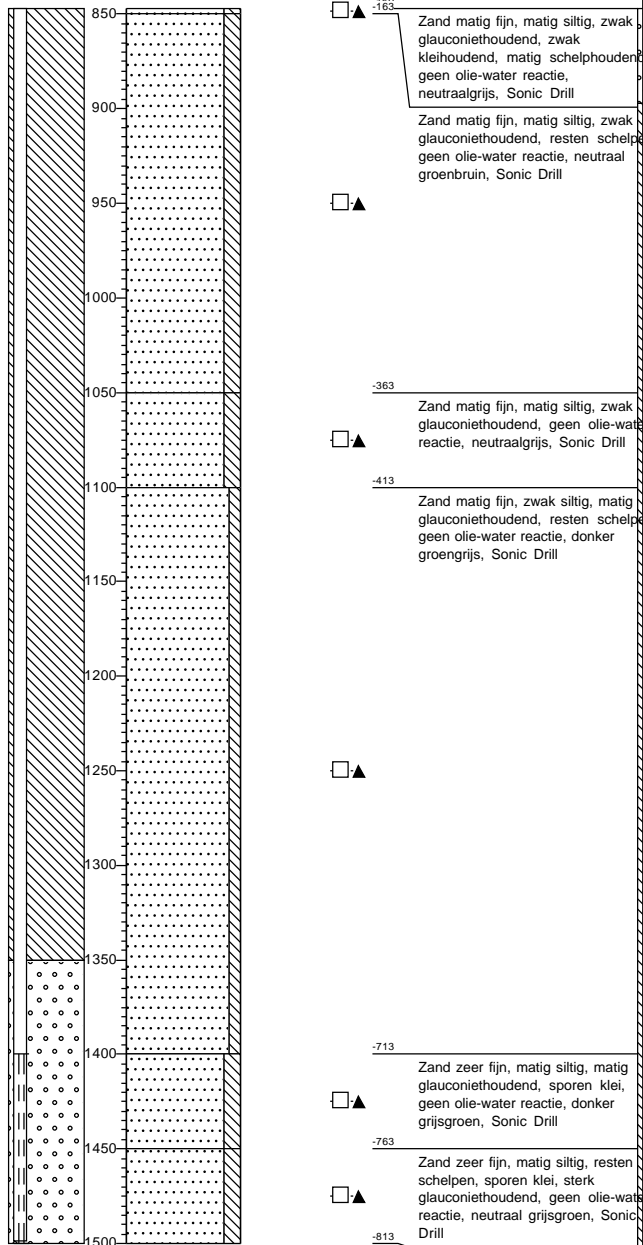 850
900
950
1000
1050
1100
1150
1200
1250
1300
1350
1400
1450
1500
-163
Zand matig fijn, matig siltig, zwak
glauconiethoudend, zwak
kleihoudend, matig schelphoudend
geen olie-water reactie,
neutraalgrijs, Sonic Drill
Zand matig fijn, matig siltig, zwak
glauconiethoudend, resten schelpe
geen olie-water reactie, neutraal
groenbruin, Sonic Drill
-363
Zand matig fijn, matig siltig, zwak
glauconiethoudend, geen olie-wate
reactie, neutraalgrijs, Sonic Drill
-413
Zand matig fijn, zwak siltig, matig
glauconiethoudend, resten schelpe
geen olie-water reactie, donker
groengrijs, Sonic Drill
-713
Zand zeer fijn, matig siltig, matig
glauconiethoudend, sporen klei,
geen olie-water reactie, donker
grijsgroen, Sonic Drill
-763
Zand zeer fijn, matig siltig, resten
schelpen, sporen klei, sterk
glauconiethoudend, geen olie-wate
reactie, neutraal grijsgroen, Sonic
Drill
-813